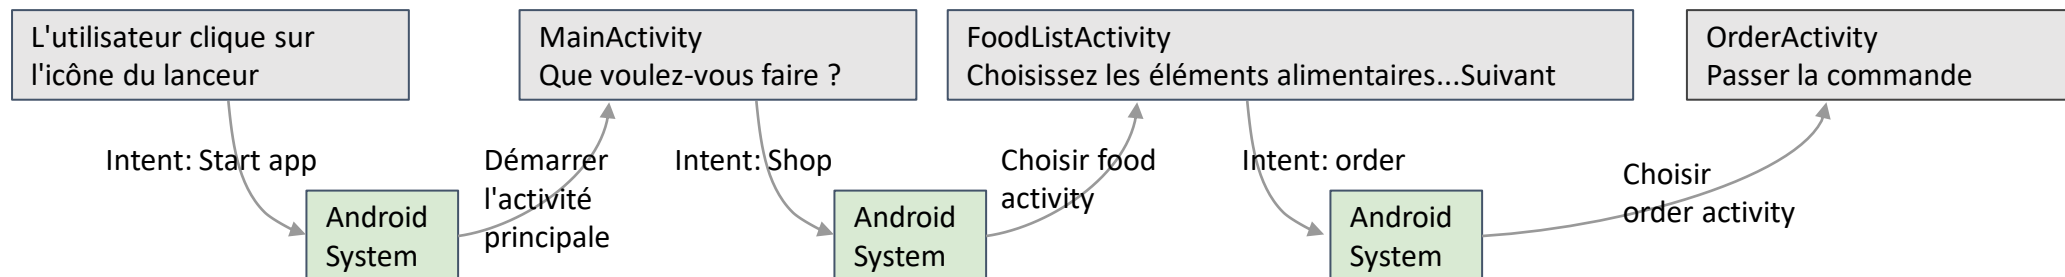 L'utilisateur clique sur
l'icône du lanceur
MainActivity
Que voulez-vous faire ?
FoodListActivity
Choisissez les éléments alimentaires...Suivant
OrderActivity
Passer la commande
Intent: Start app
Démarrer
l'activité
principale
Intent: Shop
Choisir food
activity
Intent: order
Choisir
order activity
Android
System
Android
System
Android
System